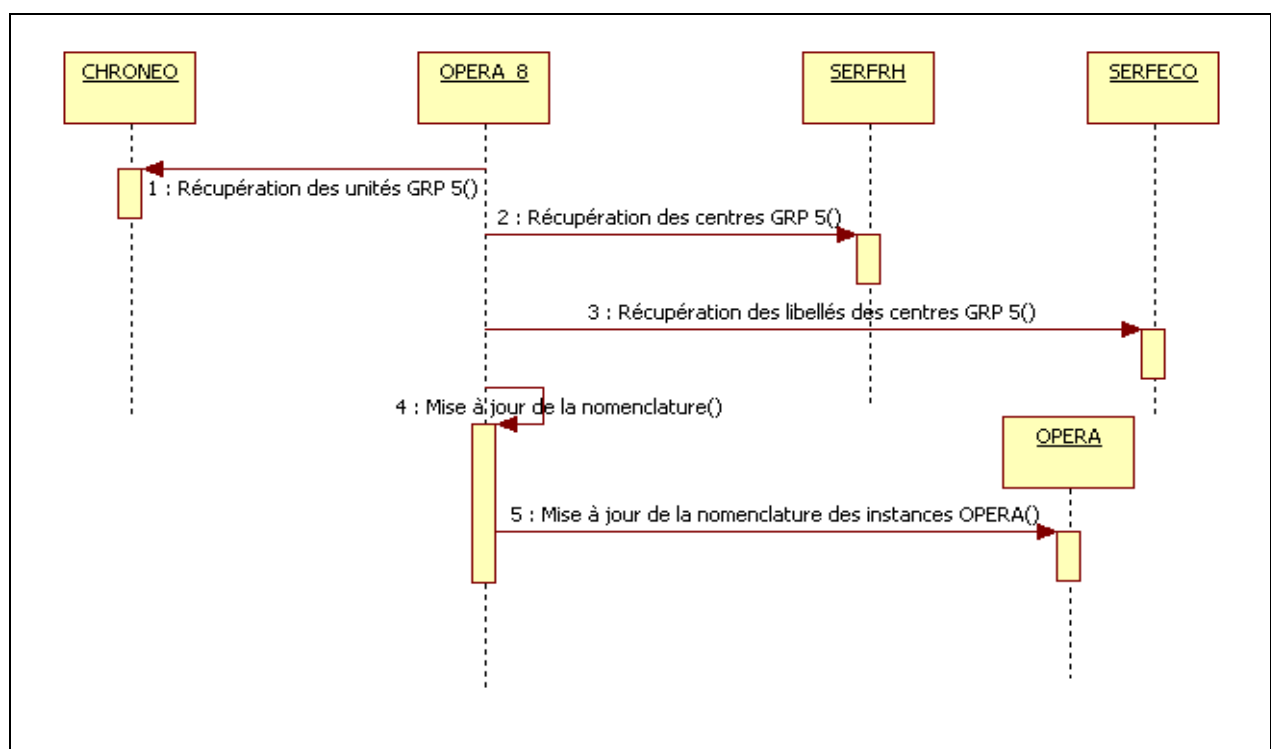 CHRONEO
OPERA 8
SERFRH
SERFECO
1 : Récupération des unités GRP 5()
2 : Récupération des centres GRP 5()
3 : Récupération des libellés des centres GRP 5()
4 : Mise à jour de la nomenclature()
OPERA
5 : Mise à jour de la nomenclature des instances OPERA()